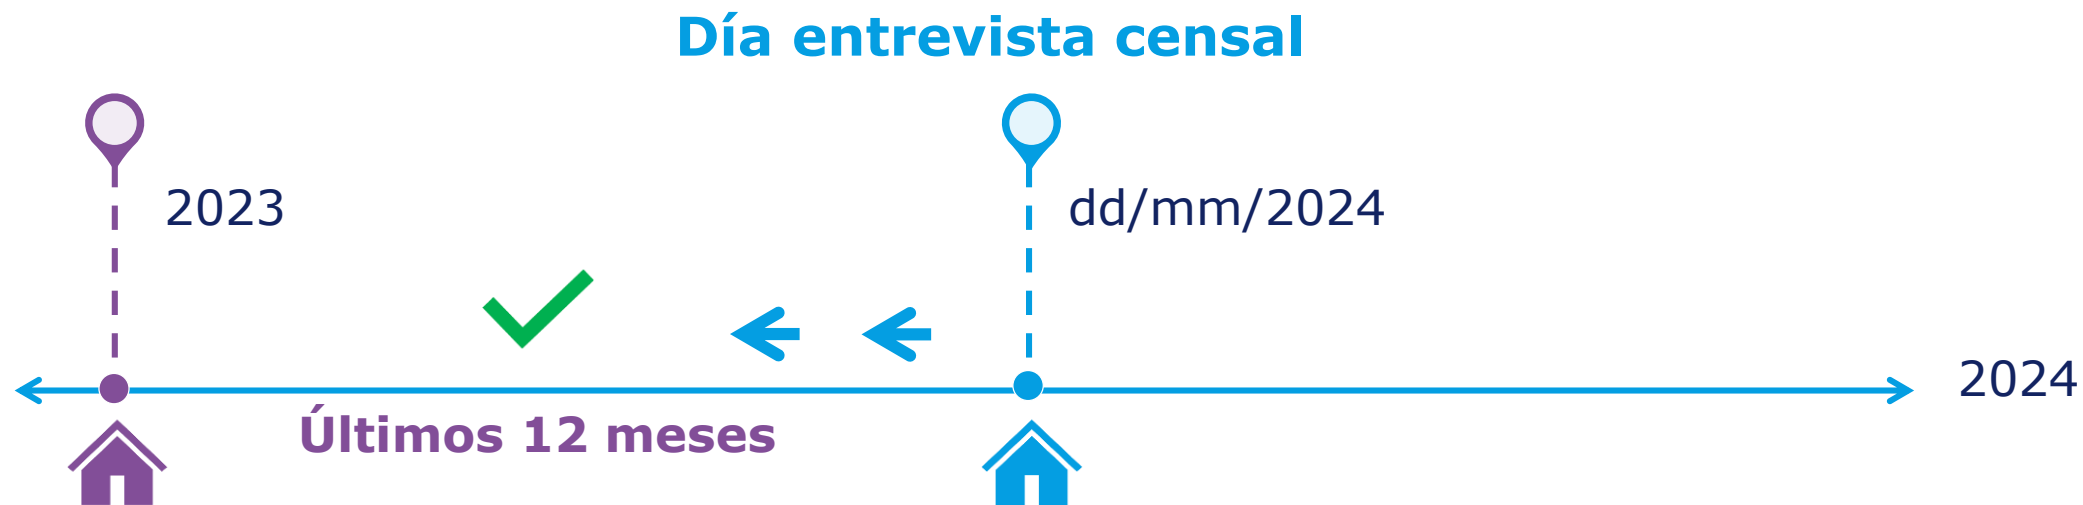 Día entrevista censal
2023
dd/mm/2024
2024
Últimos 12 meses